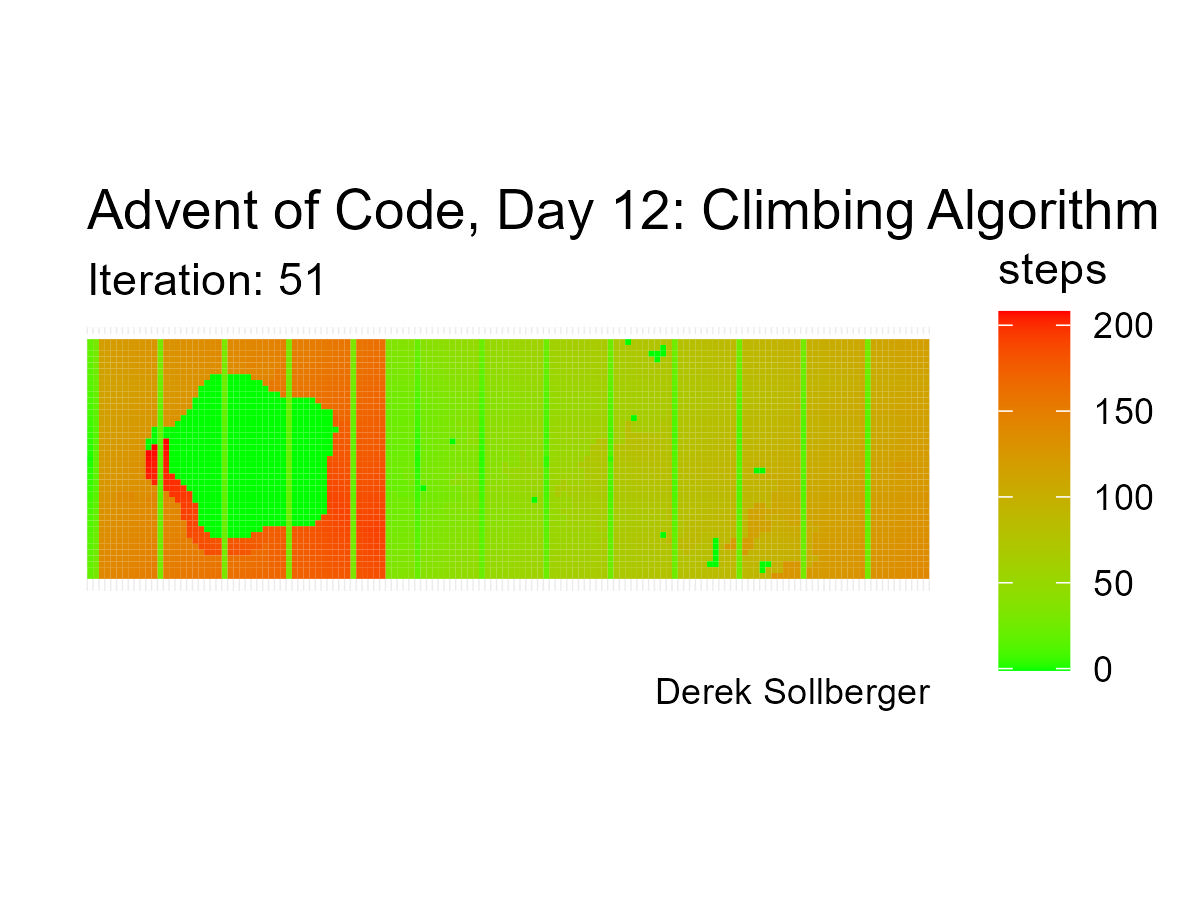 Advent of Code, Day 12: Climbing Algorithm
Iteration: 51
steps
200
150
100
50
0
Derek Sollberger